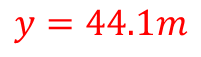 y = 44.1m